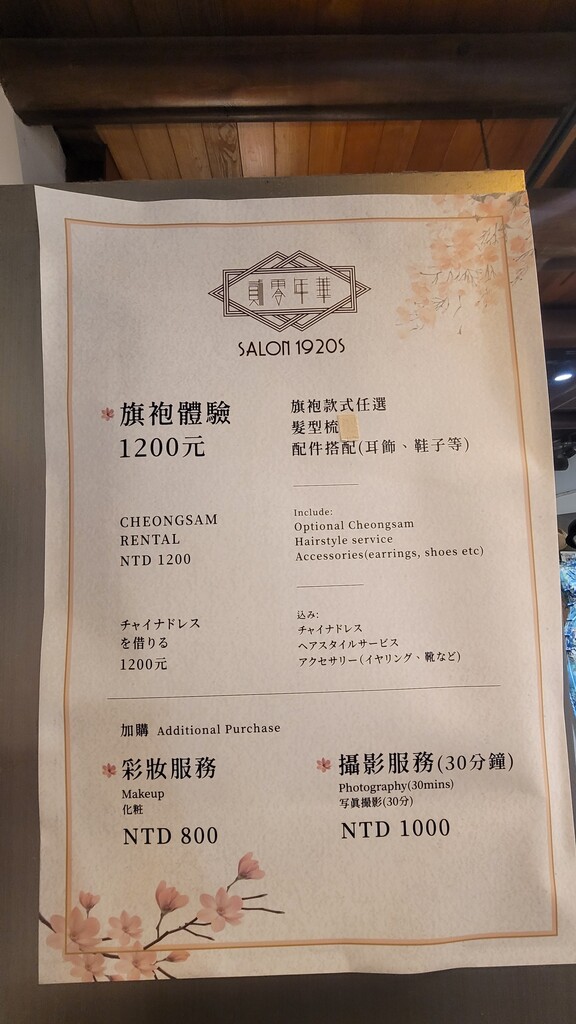 貳零年華
SALON 1920S
旗袍體驗
1200元
旗袍款式任選
髮型梳
配件搭配(耳飾、鞋子等)
CHEONGSAM
RENTAL
NTD 1200
Include:
Optional Cheongsam
Hairstyle service
Accessories(earrings, shoes etc)
チャイナドレス
を借りる
1200元
込み:
チャイナドレス
ヘアスタイルサービス
アクセサリー(イヤリング、靴など)
加購 Additional Purchase
彩妝服務
Makeup
化粧
NTD 800
攝影服務(30分鐘)
Photography(30mins)
写真撮影(30分)
NTD 1000